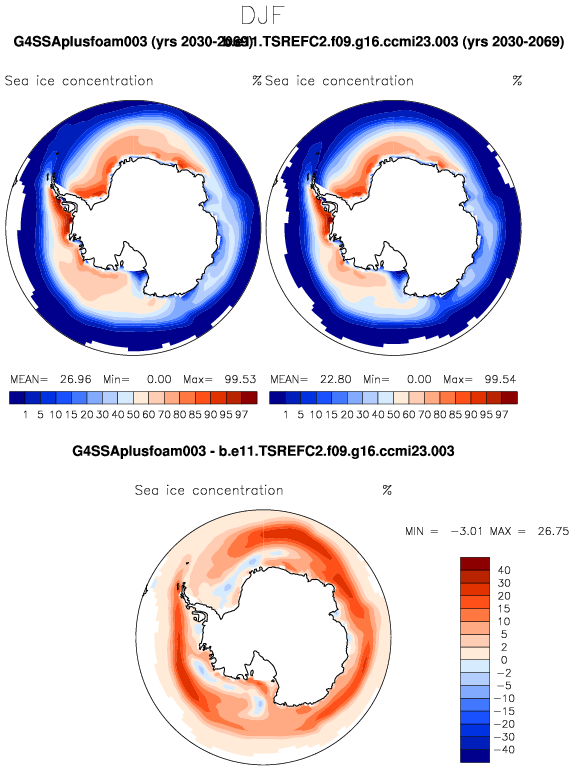 DJF
G4SSAplusfoam003 (yrs 2030-2069) b.e11.TSREFC2.f09.g16.ccmi23.003 (yrs 2030-2069)
Sea ice concentration % Sea ice concentration %
MEAN= 26.96 Min= 0.00 Max= 99.53 MEAN= 22.80 Min= 0.00 Max= 99.54
1 5 10 15 20 30 40 50 60 70 80 85 90 95 97 1 5 10 15 20 30 40 50 60 70 80 85 90 95 97
G4SSAplusfoam003 - b.e11.TSREFC2.f09.g16.ccmi23.003
Sea ice concentration %
MIN = -3.01 MAX = 26.75
40
30
20
15
10
5
2
0
-2
-5
-10
-15
-20
-30
-40